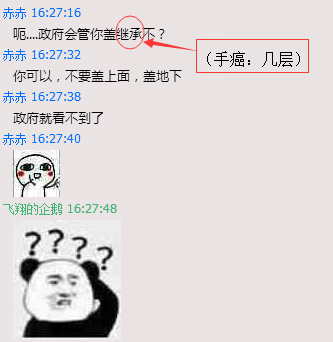 赤赤 16:27:16
呃....政府会管你盖继承不？
（手癌：几层）
赤赤 16:27:32
你可以，不要盖上面，盖地下
赤赤 16:27:38
政府就看不到了
赤赤 16:27:40
飞翔的企鹅 16:27:48
？？？？